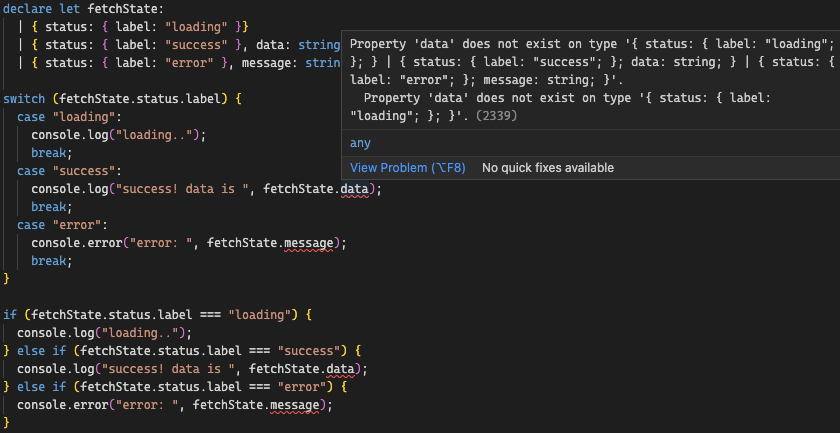 declare let fetchState:
| { status: { label: "loading" }}
| { status: { label: "success" }, data: string
| { status: { label: "error" }, message: strin
Property 'data' does not exist on type '{ status: { label: "loading";
}; } | { status: { label: "success"; }; data: string; } | { status: {
label: "error"; }; message: string; }'.
Property 'data' does not exist on type '{ status: { label:
"loading"; }; }'. (2339)
any
View Problem (⌥F8) No quick fixes available
switch (fetchState.status.label) {
case "loading":
console.log("loading..");
break;
case "success":
console.log("success! data is ", fetchState.data);
break;
case "error":
console.error("error: ", fetchState.message);
break;
}
if (fetchState.status.label === "loading") {
console.log("loading..");
} else if (fetchState.status.label === "success") {
console.log("success! data is ", fetchState.data);
} else if (fetchState.status.label === "error") {
console.error("error: ", fetchState.message);
}